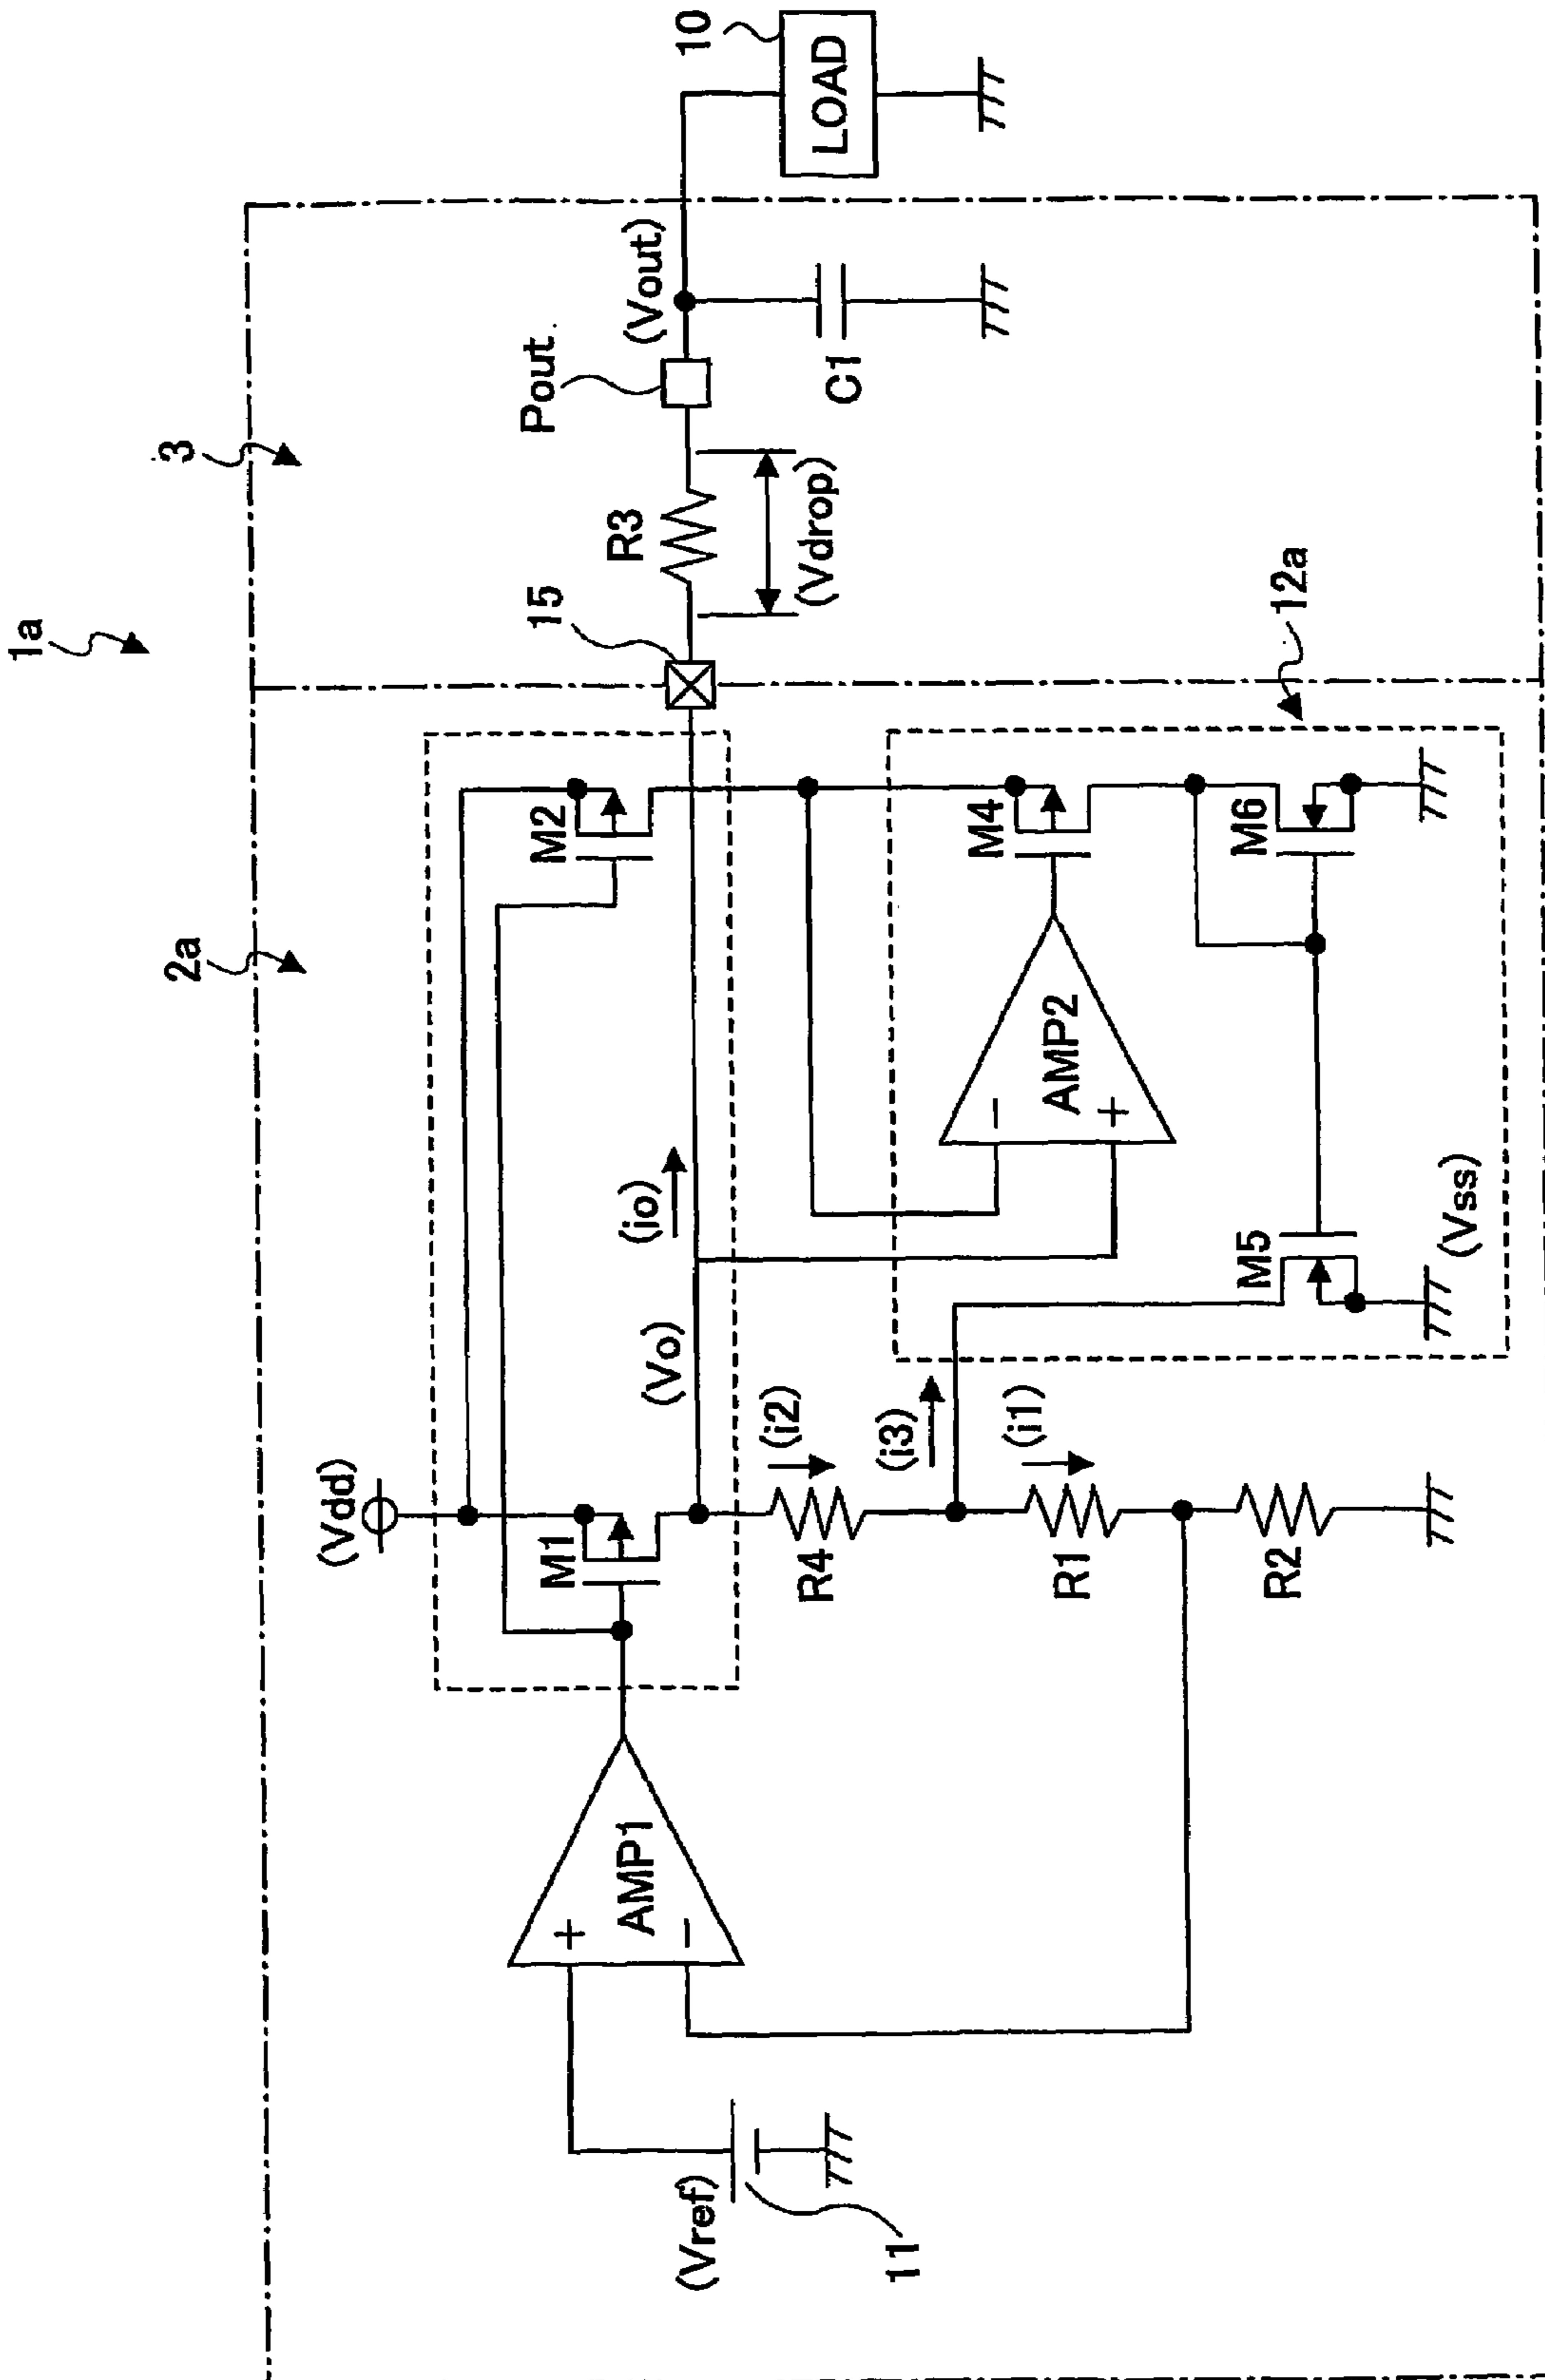 1a
2a
3
(Vdd)
M1
M2
(Vo)
(io)
15
R3
(Vdrop)
Pout
(Vout)
C1
10
LOAD
AMP1
+
−
(Vref)
11
R4
(i2)
(i3)
R1
(i1)
R2
AMP2
−
+
M4
M5
M6
(Vss)
12a